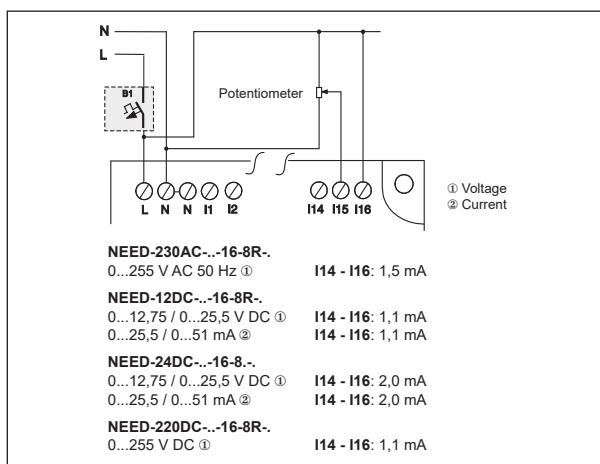 N
L
B1
Potentiometer
L N N I1 I2 I14 I15 I16
① Voltage
② Current
NEED-230AC-..-16-8R-.
0...255 V AC 50 Hz ① I14 - I16: 1,5 mA
NEED-12DC-..-16-8R-.
0...12,75 / 0...25,5 V DC ① I14 - I16: 1,1 mA
0...25,5 / 0...51 mA ② I14 - I16: 1,1 mA
NEED-24DC-..-16-8.-.
0...12,75 / 0...25,5 V DC ① I14 - I16: 2,0 mA
0...25,5 / 0...51 mA ② I14 - I16: 2,0 mA
NEED-220DC-..-16-8R-.
0...255 V DC ① I14 - I16: 1,1 mA